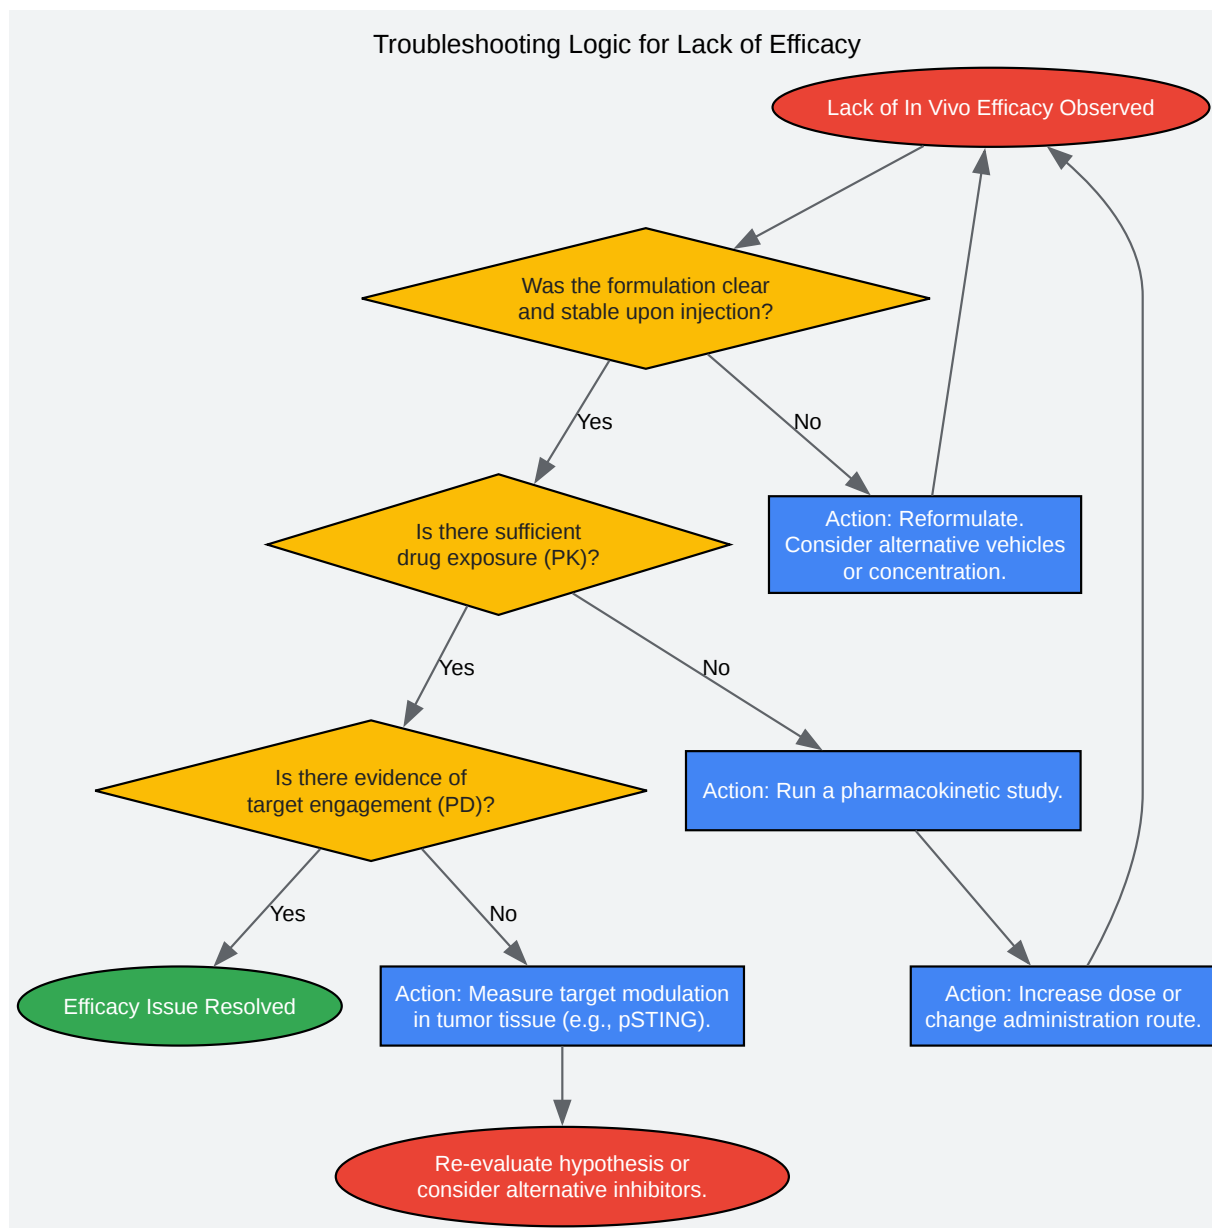 Troubleshooting Logic for Lack of Efficacy
Lack of In Vivo Efficacy Observed
Was the formulation clear
and stable upon injection?
Yes
No
Is there sufficient
drug exposure (PK)?
Action: Reformulate.
Consider alternative vehicles
or concentration.
Yes
No
Is there evidence of
target engagement (PD)?
Action: Run a pharmacokinetic study.
Yes
No
Efficacy Issue Resolved
Action: Measure target modulation
in tumor tissue (e.g., pSTING).
Action: Increase dose or
change administration route.
Re-evaluate hypothesis or
consider alternative inhibitors.